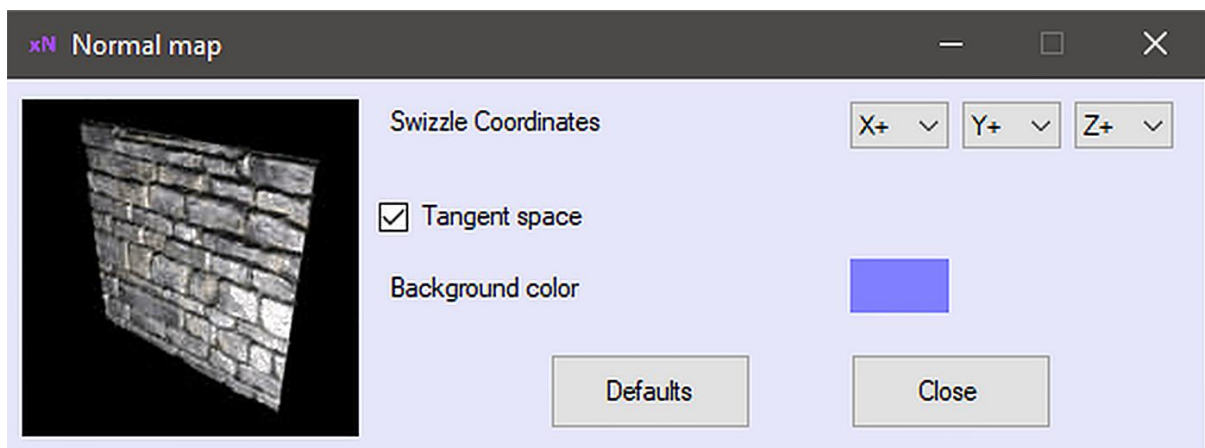 xN Normal map
Swizzle Coordinates X+ Y+ Z+
Tangent space
Background color
Defaults Close